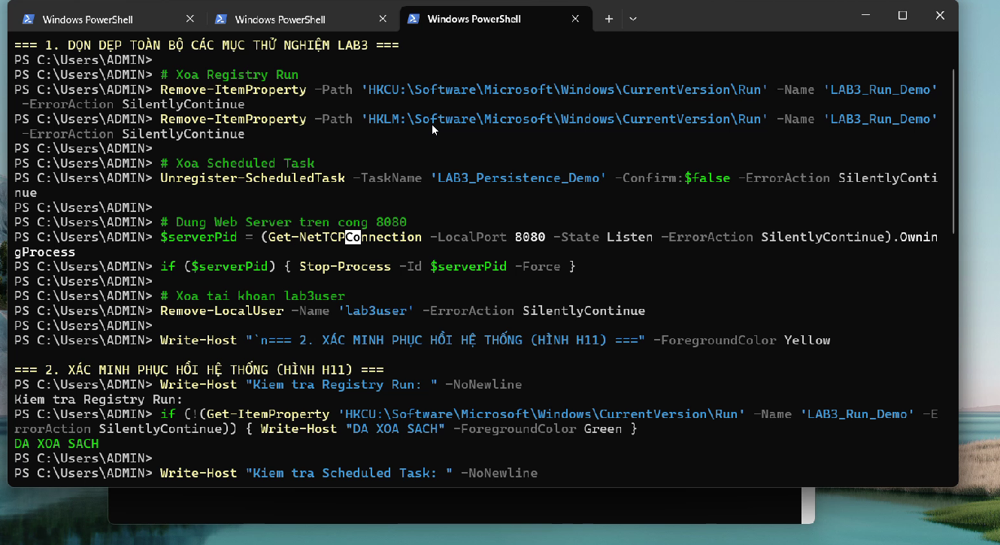 Windows PowerShell Windows PowerShell Windows PowerShell
=== 1. DỌN DẸP TOÀN BỘ CÁC MỤC THỬ NGHIỆM LAB3 ===
PS C:\Users\ADMIN>
PS C:\Users\ADMIN> # Xoa Registry Run
PS C:\Users\ADMIN> Remove-ItemProperty -Path 'HKCU:\Software\Microsoft\Windows\CurrentVersion\Run' -Name 'LAB3_Run_Demo'
-ErrorAction SilentlyContinue
PS C:\Users\ADMIN> Remove-ItemProperty -Path 'HKLM:\Software\Microsoft\Windows\CurrentVersion\Run' -Name 'LAB3_Run_Demo'
-ErrorAction SilentlyContinue
PS C:\Users\ADMIN>
PS C:\Users\ADMIN> # Xoa Scheduled Task
PS C:\Users\ADMIN> Unregister-ScheduledTask -TaskName 'LAB3_Persistence_Demo' -Confirm:$false -ErrorAction SilentlyConti
nue
PS C:\Users\ADMIN>
PS C:\Users\ADMIN> # Dung Web Server tren cong 8080
PS C:\Users\ADMIN> $serverPid = (Get-NetTCPConnection -LocalPort 8080 -State Listen -ErrorAction SilentlyContinue).Ownin
gProcess
PS C:\Users\ADMIN> if ($serverPid) { Stop-Process -Id $serverPid -Force }
PS C:\Users\ADMIN>
PS C:\Users\ADMIN> # Xoa tai khoan lab3user
PS C:\Users\ADMIN> Remove-LocalUser -Name 'lab3user' -ErrorAction SilentlyContinue
PS C:\Users\ADMIN>
PS C:\Users\ADMIN> Write-Host "`n=== 2. XÁC MINH PHỤC HỒI HỆ THỐNG (HÌNH H11) ===" -ForegroundColor Yellow
=== 2. XÁC MINH PHỤC HỒI HỆ THỐNG (HÌNH H11) ===
PS C:\Users\ADMIN> Write-Host "Kiem tra Registry Run: " -NoNewline
Kiem tra Registry Run:
PS C:\Users\ADMIN> if (!(Get-ItemProperty 'HKCU:\Software\Microsoft\Windows\CurrentVersion\Run' -Name 'LAB3_Run_Demo' -E
rrorAction SilentlyContinue)) { Write-Host "DA XOA SACH" -ForegroundColor Green }
DA XOA SACH
PS C:\Users\ADMIN>
PS C:\Users\ADMIN> Write-Host "Kiem tra Scheduled Task: " -NoNewline